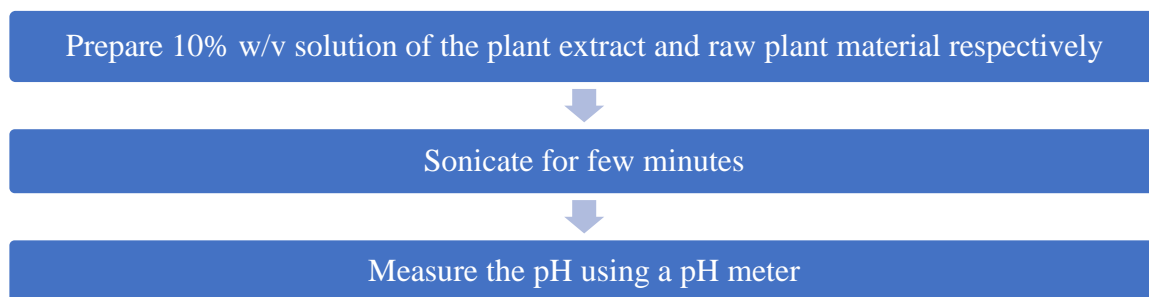 Prepare 10% w/v solution of the plant extract and raw plant material respectively
Sonicate for few minutes
Measure the pH using a pH meter